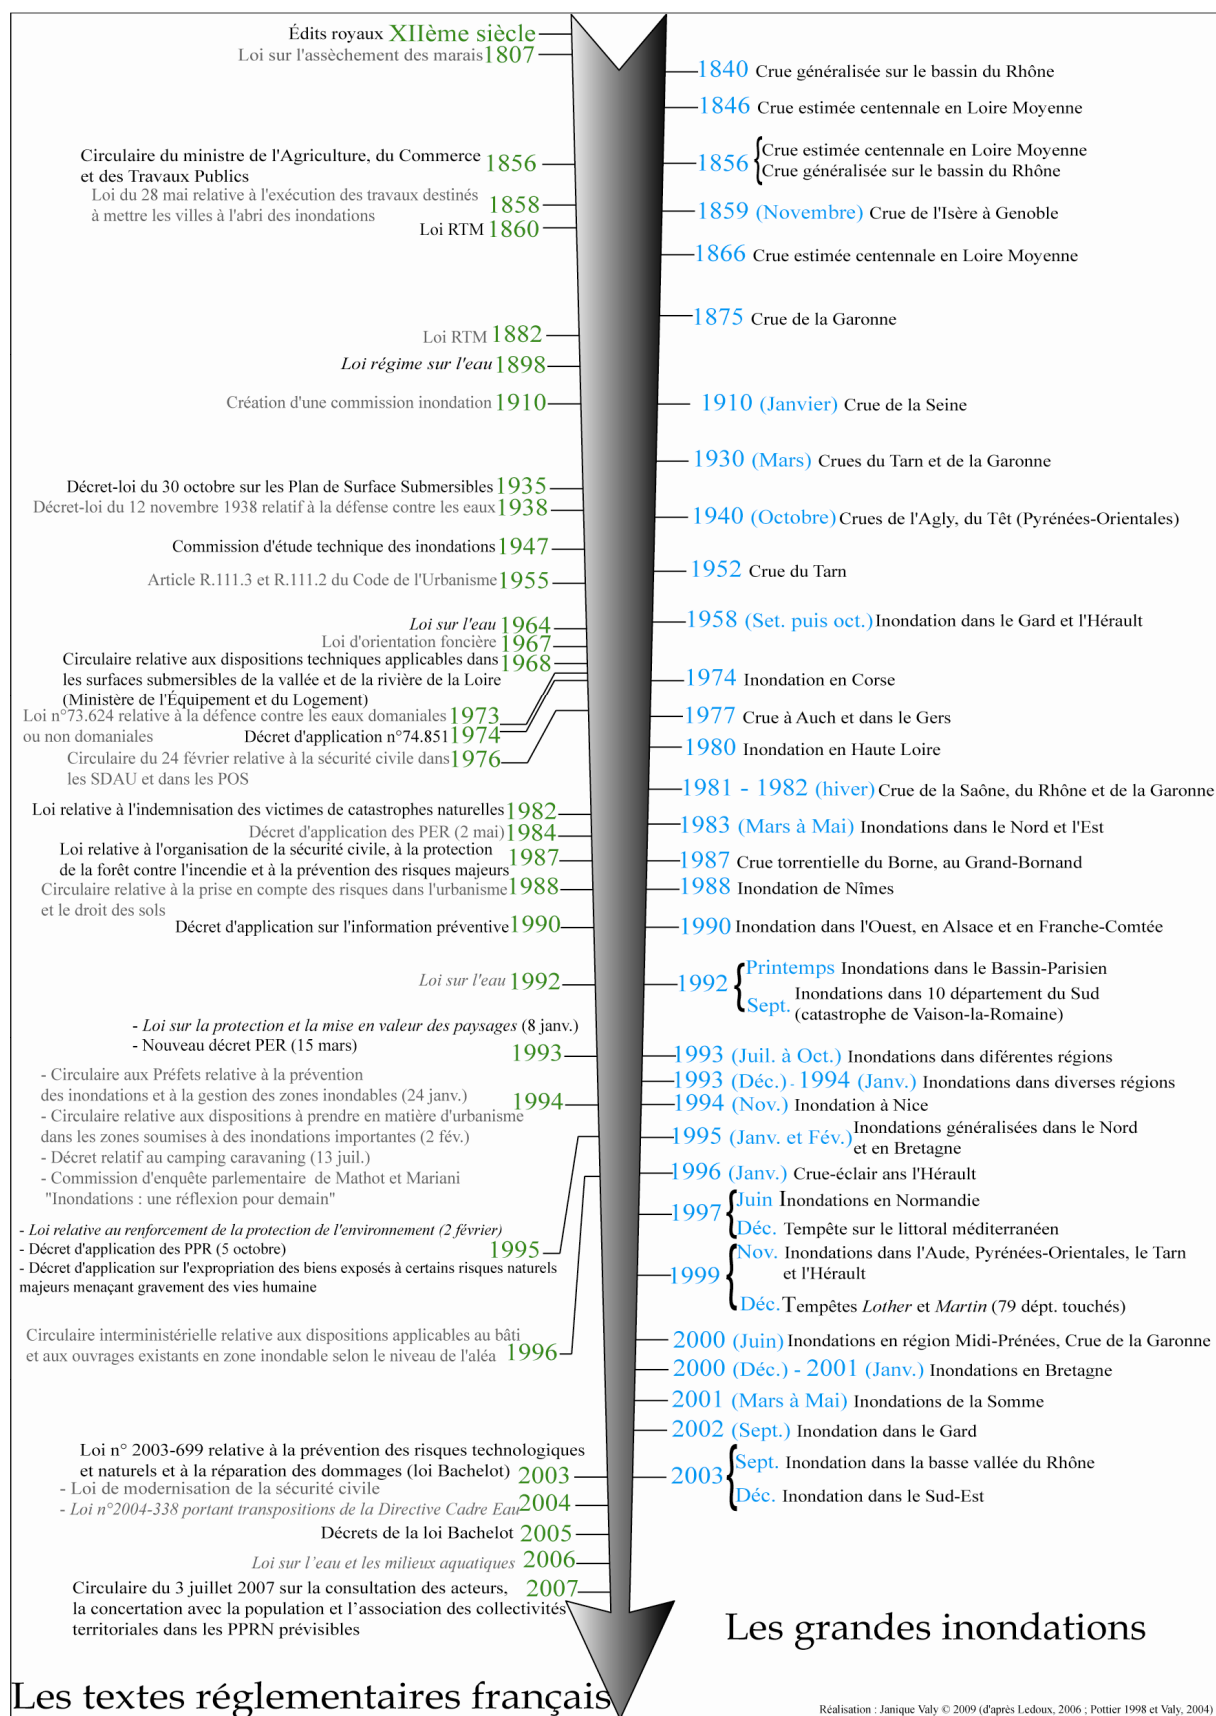 Édits royaux XIIème siècle
Loi sur l'assèchement des marais 1807
Circulaire du ministre de l'Agriculture, du Commerce
et des Travaux Publics
1856
Loi du 28 mai relative à l'exécution des travaux destinés
à mettre les villes à l'abri des inondations
1858
Loi RTM 1860
Loi RTM 1882
Loi régime sur l'eau 1898
Création d'une commission inondation 1910
Décret-loi du 30 octobre sur les Plan de Surface Submersibles 1935
Décret-loi du 12 novembre 1938 relatif à la défense contre les eaux 1938
Commission d'étude technique des inondations 1947
Article R.111.3 et R.111.2 du Code de l'Urbanisme 1955
Loi sur l'eau 1964
Loi d'orientation foncière 1967
Circulaire relative aux dispositions techniques applicables dans 1968
les surfaces submersibles de la vallée et de la rivière de la Loire
(Ministère de l'Équipement et du Logement)
Loi n°73.624 relative à la défence contre les eaux domaniales 1973
ou non domaniales
Décret d'application n°74.851 1974
Circulaire du 24 février relative à la sécurité civile dans 1976
les SDAU et dans les POS
Loi relative à l'indemnisation des victimes de catastrophes naturelles 1982
Décret d'application des PER (2 mai) 1984
Loi relative à l'organisation de la sécurité civile, à la protection
de la forêt contre l'incendie et à la prévention des risques majeurs
1987
Circulaire relative à la prise en compte des risques dans l'urbanisme 1988
et le droit des sols
Décret d'application sur l'information préventive 1990
Loi sur l'eau 1992
- Loi sur la protection et la mise en valeur des paysages (8 janv.)
- Nouveau décret PER (15 mars)
1993
- Circulaire aux Préfets relative à la prévention
des inondations et à la gestion des zones inondables (24 janv.)
1994
- Circulaire relative aux dispositions à prendre en matière d'urbanisme
dans les zones soumises à des inondations importantes (2 fév.)
- Décret relatif au camping caravaning (13 juil.)
- Commission d'enquête parlementaire de Mathot et Mariani
"Inondations : une réflexion pour demain"
- Loi relative au renforcement de la protection de l'environnement (2 février)
- Décret d'application des PPR (5 octobre)
1995
- Décret d'application sur l'expropriation des biens exposés à certains risques naturels
majeurs menaçant gravement des vies humaine
Circulaire interministérielle relative aux dispositions applicables au bâti
et aux ouvrages existants en zone inondable selon le niveau de l'aléa 1996
Loi n° 2003-699 relative à la prévention des risques technologiques
et naturels et à la réparation des dommages (loi Bachelot) 2003
- Loi de modernisation de la sécurité civile
- Loi n°2004-338 portant transpositions de la Directive Cadre Eau 2004
Décrets de la loi Bachelot 2005
Loi sur l'eau et les milieux aquatiques 2006
Circulaire du 3 juillet 2007 sur la consultation des acteurs, 2007
la concertation avec la population et l'association des collectivités
territoriales dans les PPRN prévisibles
Les textes réglementaires français
1840 Crue généralisée sur le bassin du Rhône
1846 Crue estimée centennale en Loire Moyenne
1856
Crue estimée centennale en Loire Moyenne
Crue généralisée sur le bassin du Rhône
1859 (Novembre) Crue de l'Isère à Genoble
1866 Crue estimée centennale en Loire Moyenne
1875 Crue de la Garonne
1910 (Janvier) Crue de la Seine
1930 (Mars) Crues du Tarn et de la Garonne
1940 (Octobre) Crues de l'Agly, du Têt (Pyrénées-Orientales)
1952 Crue du Tarn
1958 (Set. puis oct.) Inondation dans le Gard et l'Hérault
1974 Inondation en Corse
1977 Crue à Auch et dans le Gers
1980 Inondation en Haute Loire
1981 - 1982 (hiver) Crue de la Saône, du Rhône et de la Garonne
1983 (Mars à Mai) Inondations dans le Nord et l'Est
1987 Crue torrentielle du Borne, au Grand-Bornand
1988 Inondation de Nîmes
1990 Inondation dans l'Ouest, en Alsace et en Franche-Comtée
1992
Printemps Inondations dans le Bassin-Parisien
Sept. Inondations dans 10 département du Sud
(catastrophe de Vaison-la-Romaine)
1993 (Juil. à Oct.) Inondations dans diférentes régions
1993 (Déc.) - 1994 (Janv.) Inondations dans diverses régions
1994 (Nov.) Inondation à Nice
1995 (Janv. et Fév.) Inondations généralisées dans le Nord
et en Bretagne
1996 (Janv.) Crue-éclair ans l'Hérault
1997
Juin Inondations en Normandie
Déc. Tempête sur le littoral méditerranéen
1999
Nov. Inondations dans l'Aude, Pyrénées-Orientales, le Tarn
et l'Hérault
Déc. Tempêtes Lother et Martin (79 dépt. touchés)
2000 (Juin) Inondations en région Midi-Prénées, Crue de la Garonne
2000 (Déc.) - 2001 (Janv.) Inondations en Bretagne
2001 (Mars à Mai) Inondations de la Somme
2002 (Sept.) Inondation dans le Gard
2003
Sept. Inondation dans la basse vallée du Rhône
Déc. Inondation dans le Sud-Est
Les grandes inondations
Réalisation : Janique Valy © 2009 (d'après Ledoux, 2006 ; Pottier 1998 et Valy, 2004)